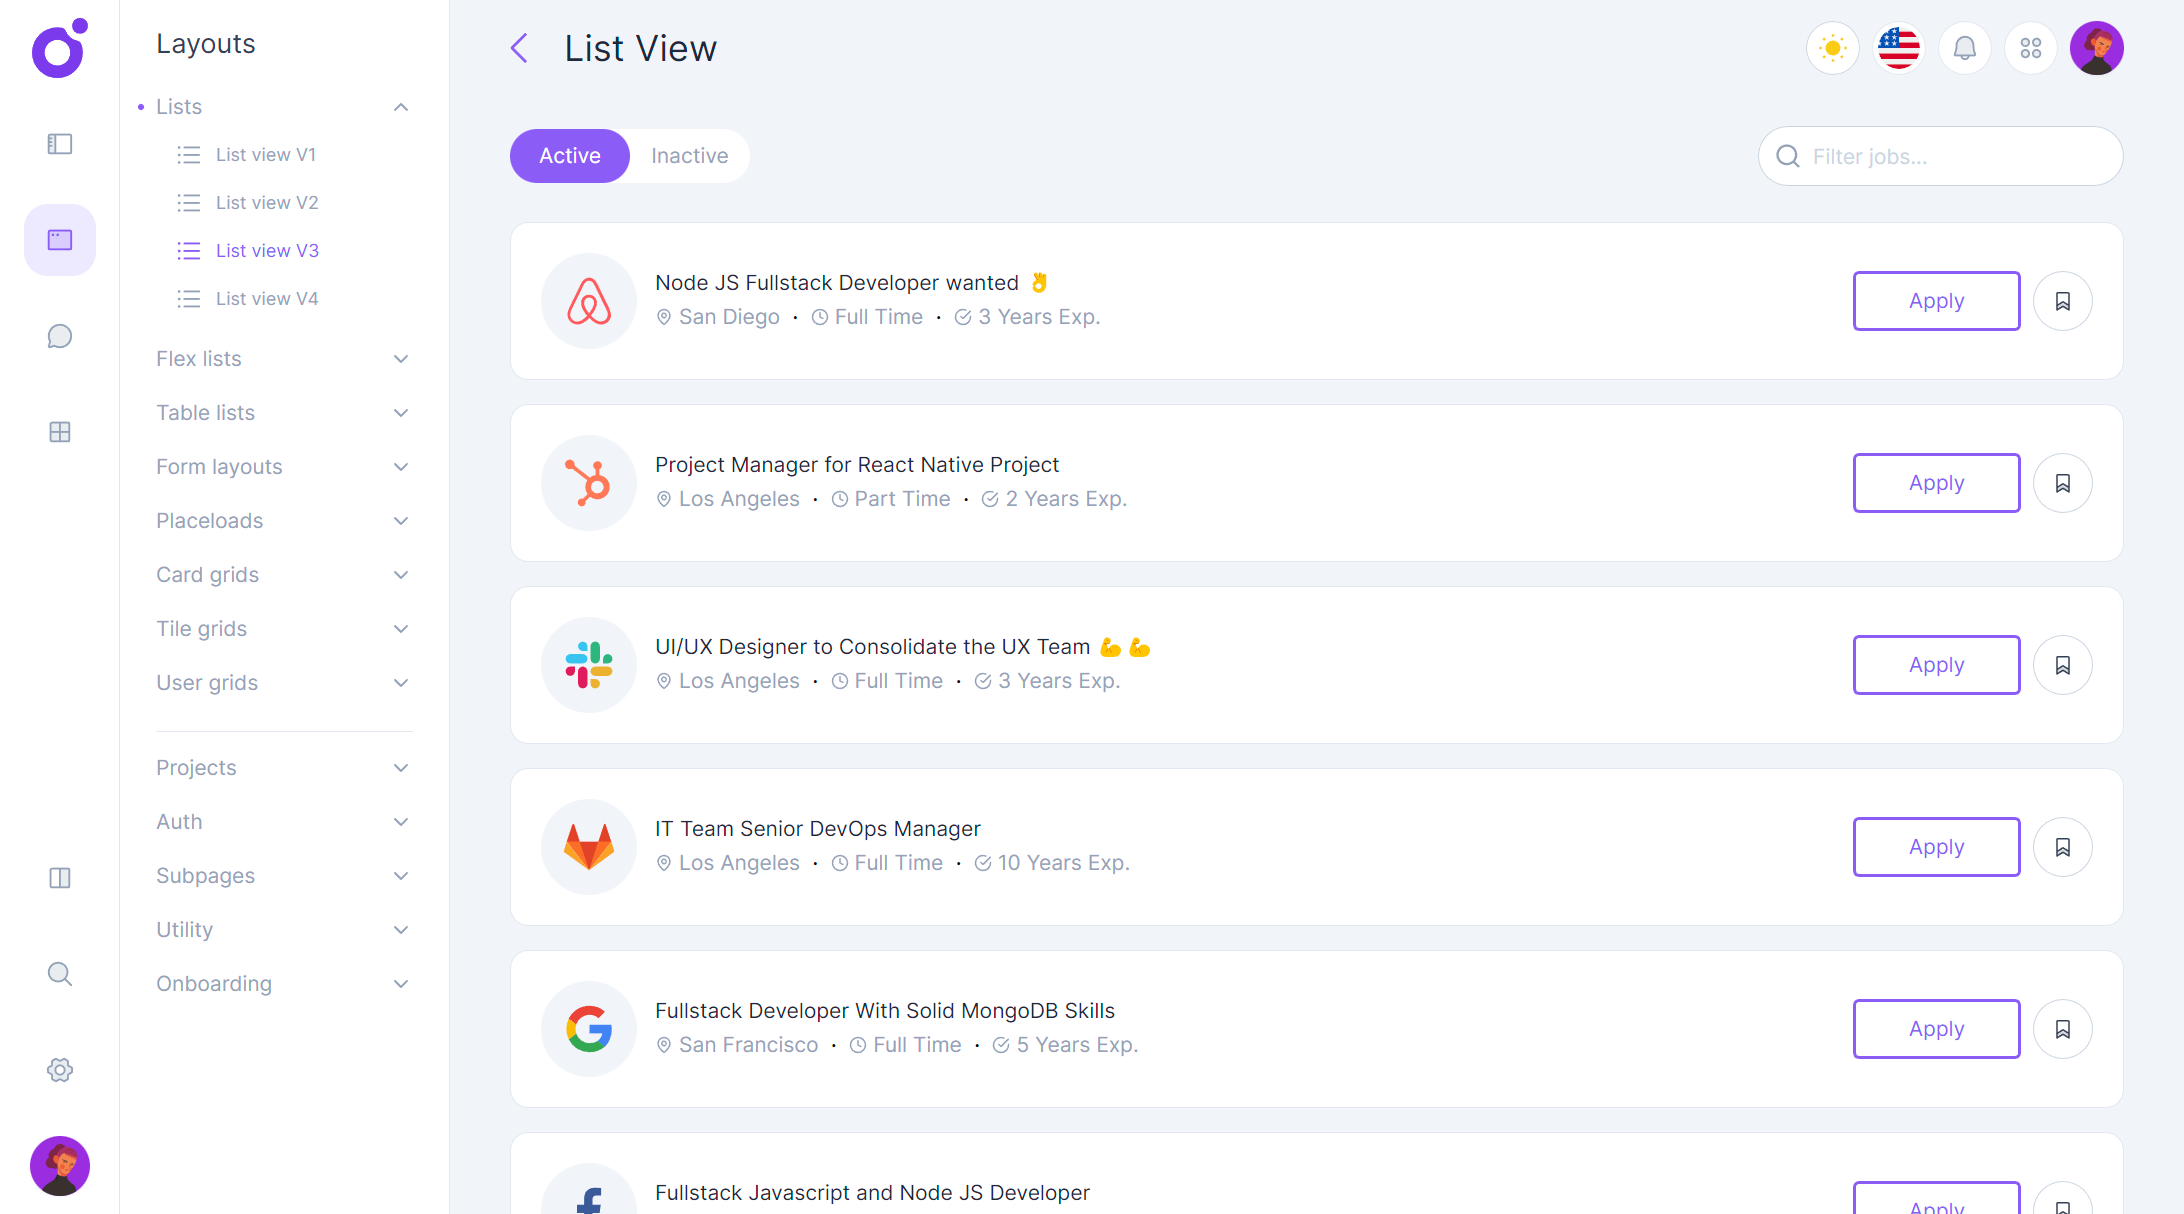 Layouts
Lists
List view V1
List view V2
List view V3
List view V4
Flex lists
Table lists
Form layouts
Placeloads
Card grids
Tile grids
User grids
Projects
Auth
Subpages
Utility
Onboarding
List View
Active
Inactive
Filter jobs...
Node JS Fullstack Developer wanted 👌
San Diego · Full Time · 3 Years Exp.
Apply
Project Manager for React Native Project
Los Angeles · Part Time · 2 Years Exp.
Apply
UI/UX Designer to Consolidate the UX Team 💪 💪
Los Angeles · Full Time · 3 Years Exp.
Apply
IT Team Senior DevOps Manager
Los Angeles · Full Time · 10 Years Exp.
Apply
Fullstack Developer With Solid MongoDB Skills
San Francisco · Full Time · 5 Years Exp.
Apply
Fullstack Javascript and Node JS Developer
Apply